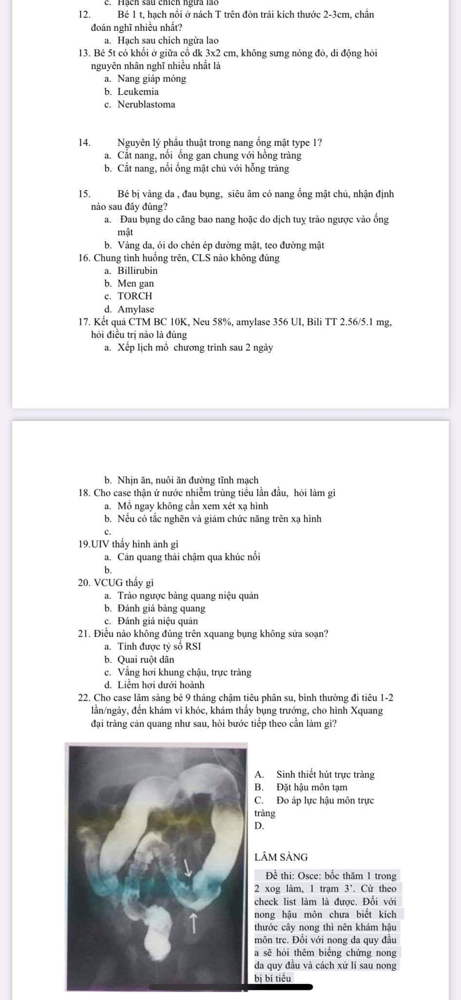 c. Hạch sau chích ngừa lao
12. Bé 1 t, hạch nổi ở nách T trên đòn trái kích thước 2-3cm, chẩn
đoán nghĩ nhiều nhất?
a. Hạch sau chích ngừa lao
13. Bé 5t có khối ở giữa cổ dk 3x2 cm, không sưng nóng đỏ, di động hỏi
nguyên nhân nghĩ nhiều nhất là
a. Nang giáp móng
b. Leukemia
c. Nerublastoma
14. Nguyên lý phẩu thuật trong nang ống mật type 1?
a. Cắt nang, nối ống gan chung với hồng tràng
b. Cắt nang, nối ống mật chủ với hỗng tràng
15. Bé bị vàng da , đau bụng, siêu âm có nang ống mật chủ, nhận định
nào sau đây đúng?
a. Đau bụng do căng bao nang hoặc do dịch tuỵ trào ngược vào ống
mật
b. Vàng da, ói do chén ép dường mật, teo đường mật
16. Chung tình huống trên, CLS nào không đúng
a. Billirubin
b. Men gan
c. TORCH
d. Amylase
17. Kết quả CTM BC 10K, Neu 58%, amylase 356 UI, Bili TT 2.56/5.1 mg,
hỏi điều trị nào là đúng
a. Xếp lịch mổ chương trình sau 2 ngày
b. Nhịn ăn, nuôi ăn đường tĩnh mạch
18. Cho case thận ứ nước nhiễm trùng tiểu lần đầu, hỏi làm gì
a. Mổ ngay không cần xem xét xạ hình
b. Nếu có tắc nghẽn và giảm chức năng trên xạ hình
c.
19.UIV thấy hình ảnh gì
a. Cản quang thải chậm qua khúc nối
b.
20. VCUG thấy gì
a. Trào ngược bàng quang niệu quản
b. Đánh giá bàng quang
c. Đánh giá niệu quản
21. Điều nào không đúng trên xquang bụng không sửa soạn?
a. Tính được tỷ số RSI
b. Quai ruột dãn
c. Vắng hơi khung chậu, trực tràng
d. Liềm hơi dưới hoành
22. Cho case lâm sàng bé 9 tháng chậm tiêu phân su, bình thường đi tiêu 1-2
lần/ngày, đến khám vì khóc, khám thấy bụng trướng, cho hình Xquang
đại tràng cản quang như sau, hỏi bước tiếp theo cần làm gì?
A. Sinh thiết hút trực tràng
B. Đặt hậu môn tạm
C. Đo áp lực hậu môn trực
tràng
D.
LÂM SÀNG
Đề thi: Osce: bốc thăm 1 trong
2 xog làm, 1 trạm 3’. Cứ theo
check list làm là được. Đối với
nong hậu môn chưa biết kích
thước cây nong thì nên khám hậu
môn trc. Đối với nong da quy đầu
a sẽ hỏi thêm biếng chứng nong
da quy đầu và cách xử lí sau nong
bị bí tiểu